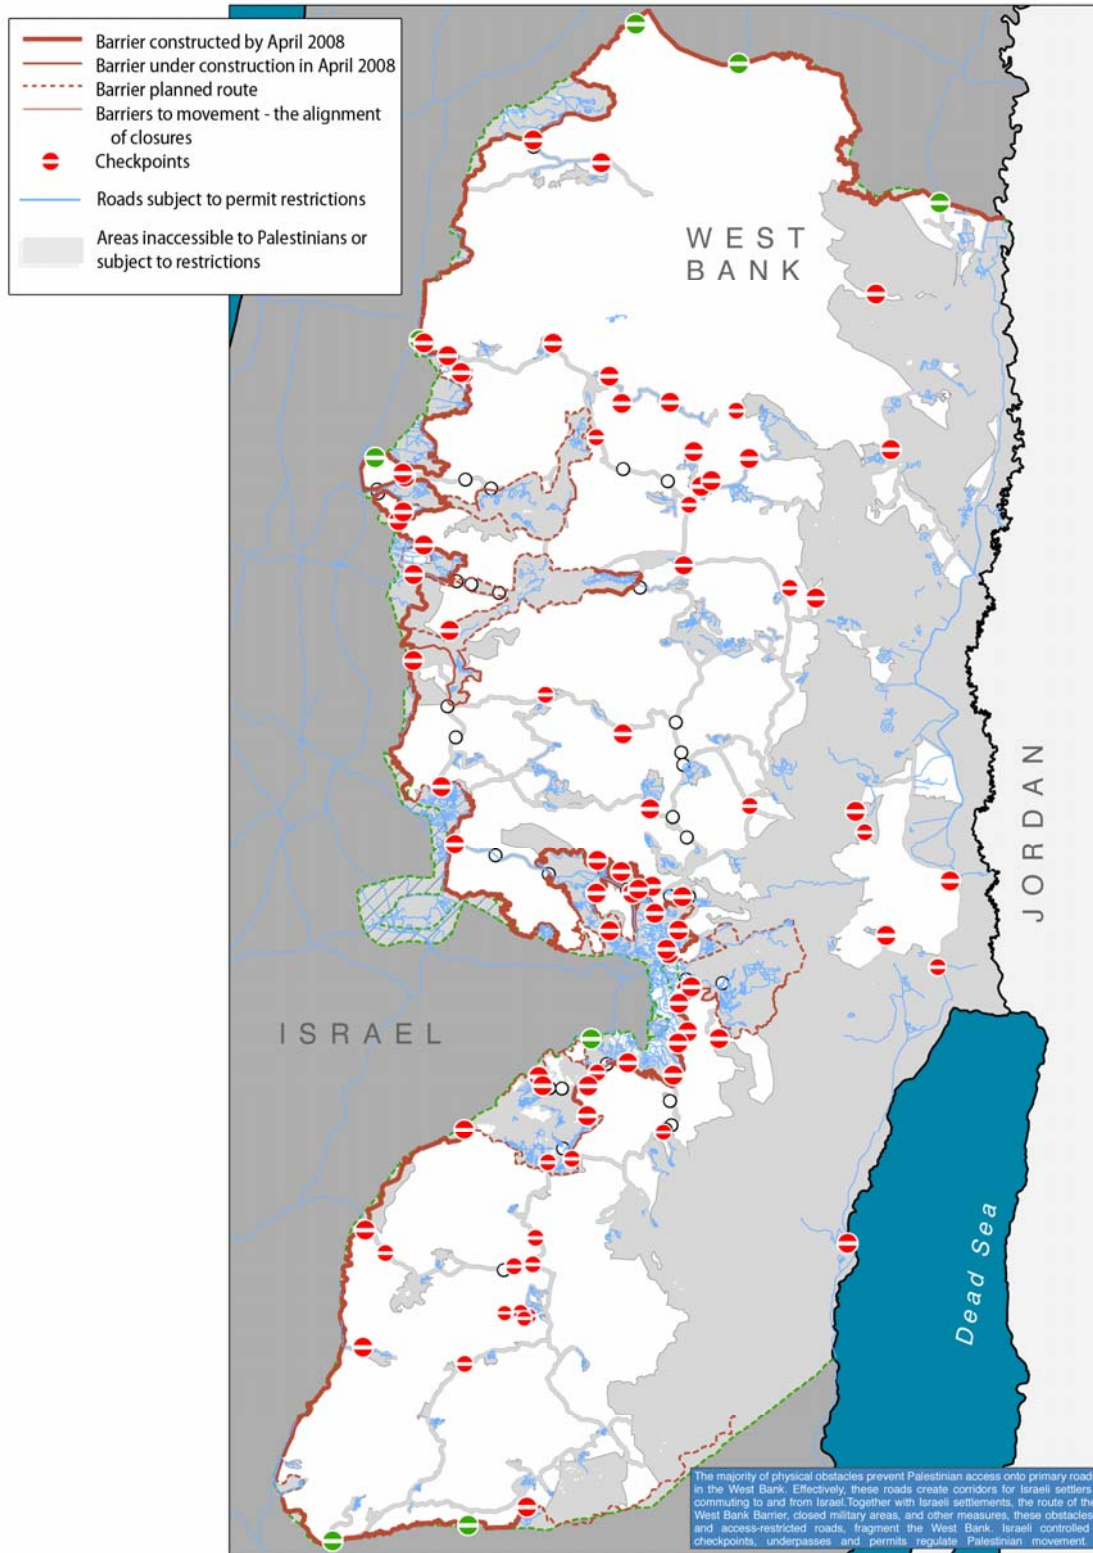 Barrier constructed by April 2008
Barrier under construction in April 2008
Barrier planned route
Barriers to movement - the alignment
of closures
Checkpoints
Roads subject to permit restrictions
Areas inaccessible to Palestinians or
subject to restrictions
WEST
BANK
JORDAN
ISRAEL
Dead Sea
The majority of physical obstacles prevent Palestinian access onto primary road
in the West Bank. Effectively, these roads create corridors for Israeli settlers
commuting to and from Israel.Together with Israeli settlements, the route of the
West Bank Barrier, closed military areas, and other measures, these obstacles
and access-restricted roads, fragment the West Bank. Israeli controlled
checkpoints, underpasses and permits regulate Palestinian movement.